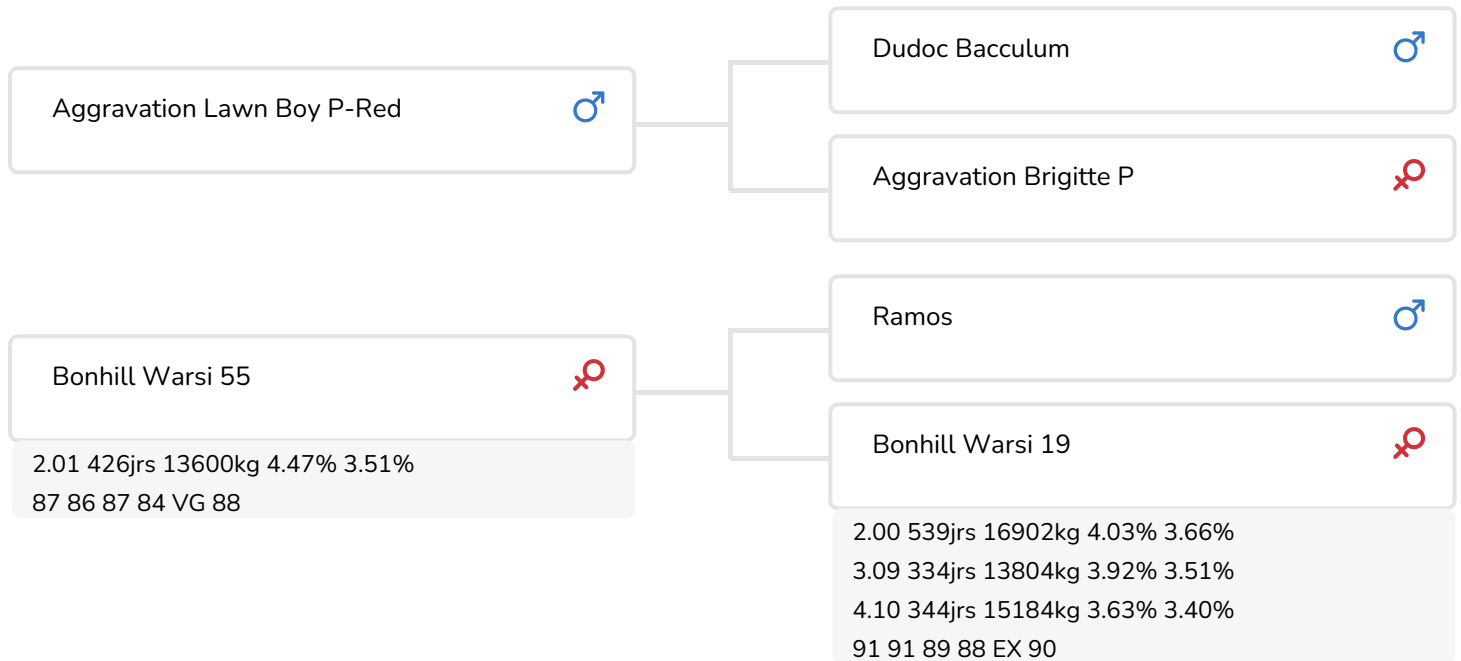 Aggravation Lawn Boy P-Red
Dudoc Bacculum
Aggravation Brigitte P
Bonhill Warsi 55
2.01 426jrs 13600kg 4.47% 3.51%
87 86 87 84 VG 88
Ramos
Bonhill Warsi 19
2.00 539jrs 16902kg 4.03% 3.66%
3.09 334jrs 13804kg 3.92% 3.51%
4.10 344jrs 15184kg 3.63% 3.40%
91 91 89 88 EX 90